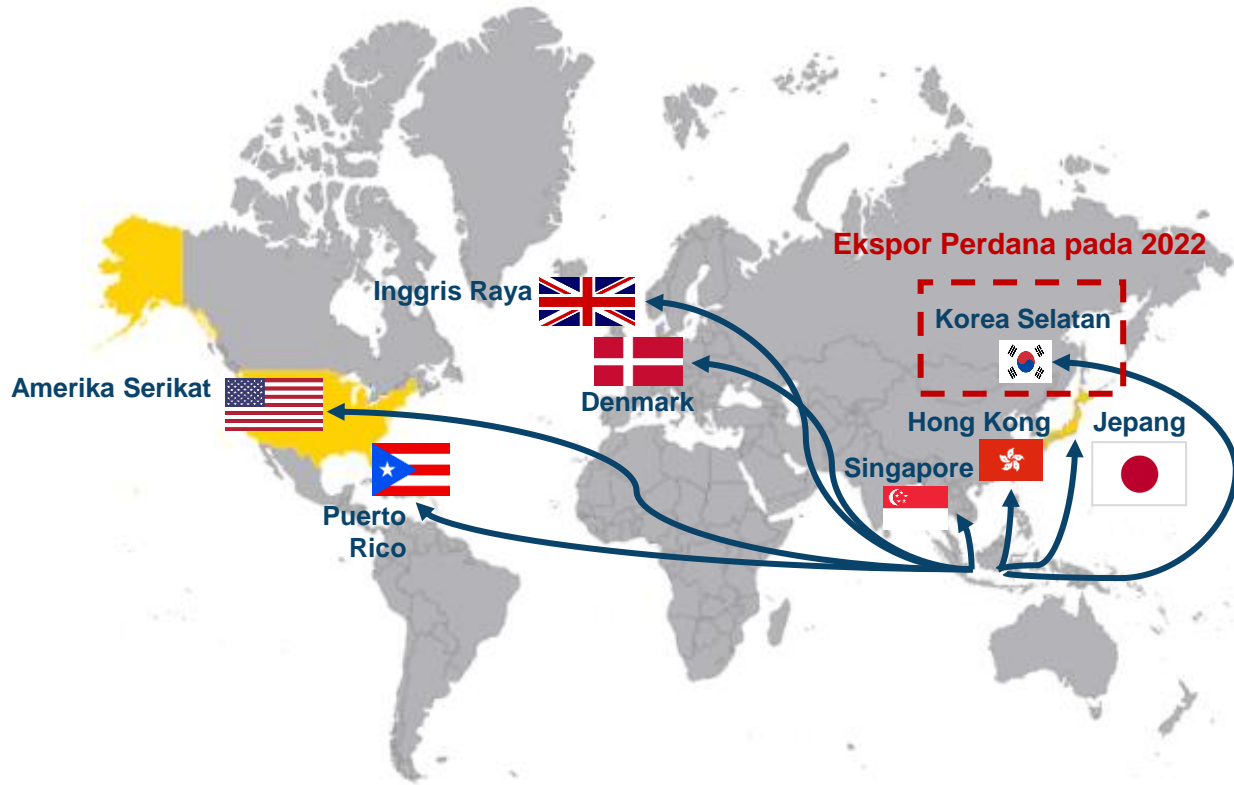 Ekspor Perdana pada 2022
Inggris Raya
Korea Selatan
Amerika Serikat
Denmark
Hong Kong
Jepang
Singapore
Puerto
Rico